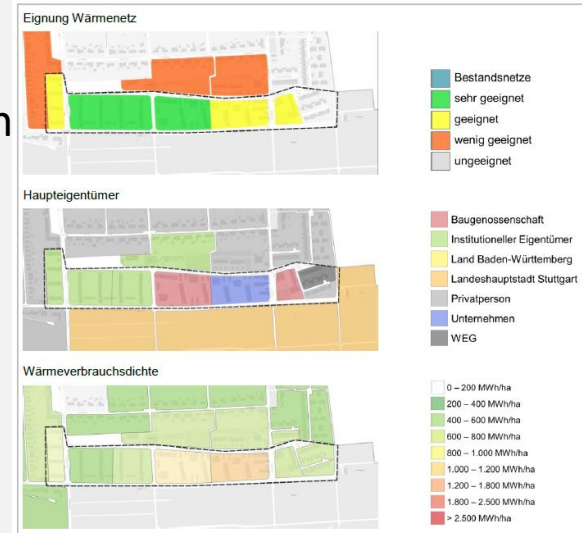 Eignung Wärmenetz
Bestandsnetze
sehr geeignet
geeignet
wenig geeignet
ungeeignet
n
Haupteigentümer
Baugenossenschaft
Institutioneller Eigentümer
Land Baden-Württemberg
Landeshauptstadt Stuttgart
Privatperson
Unternehmen
WEG
Wärmeverbrauchsdichte
0 – 200 MWh/ha
200 – 400 MWh/ha
400 – 600 MWh/ha
600 – 800 MWh/ha
800 – 1.000 MWh/ha
1.000 – 1.200 MWh/ha
1.200 – 1.800 MWh/ha
1.800 – 2.500 MWh/ha
> 2.500 MWh/ha